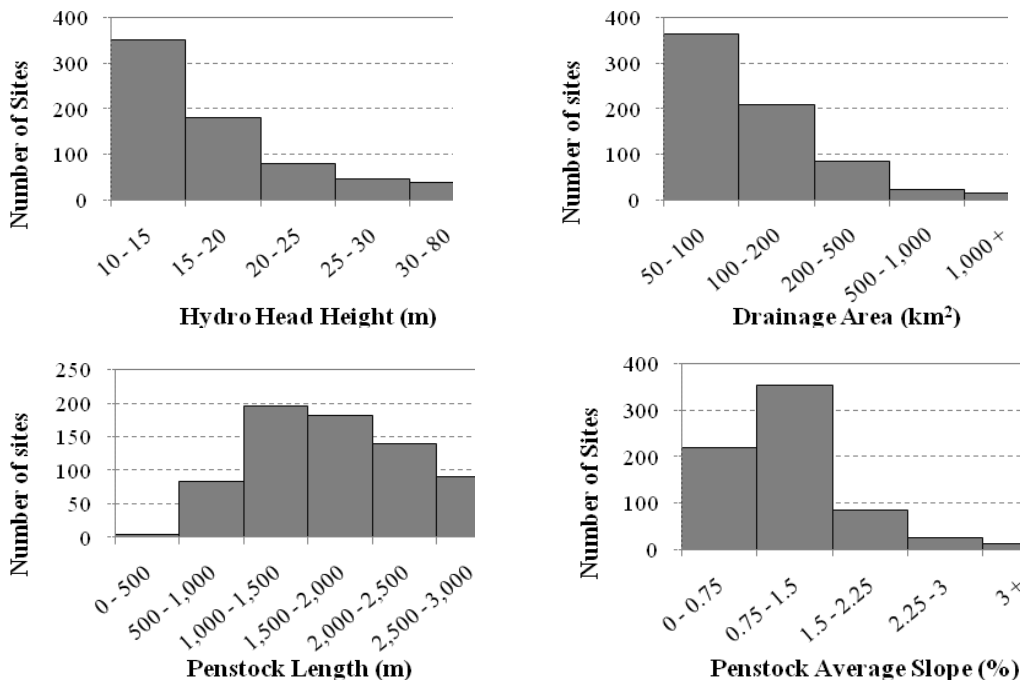 Number of Sites
400
300
200
100
0
10 - 15
15 - 20
20 - 25
25 - 30
30 - 80
Hydro Head Height (m)
Number of sites
400
300
200
100
0
50 - 100
100 - 200
200 - 500
500 - 1,000
1,000 +
Drainage Area (km²)
Number of sites
250
200
150
100
50
0
0 - 500
500 - 1,000
1,000 - 1,500
1,500 - 2,000
2,000 - 2,500
2,500 - 3,000
Penstock Length (m)
Number of Sites
400
300
200
100
0
0 - 0.75
0.75 - 1.5
1.5 - 2.25
2.25 - 3
3 +
Penstock Average Slope (%)